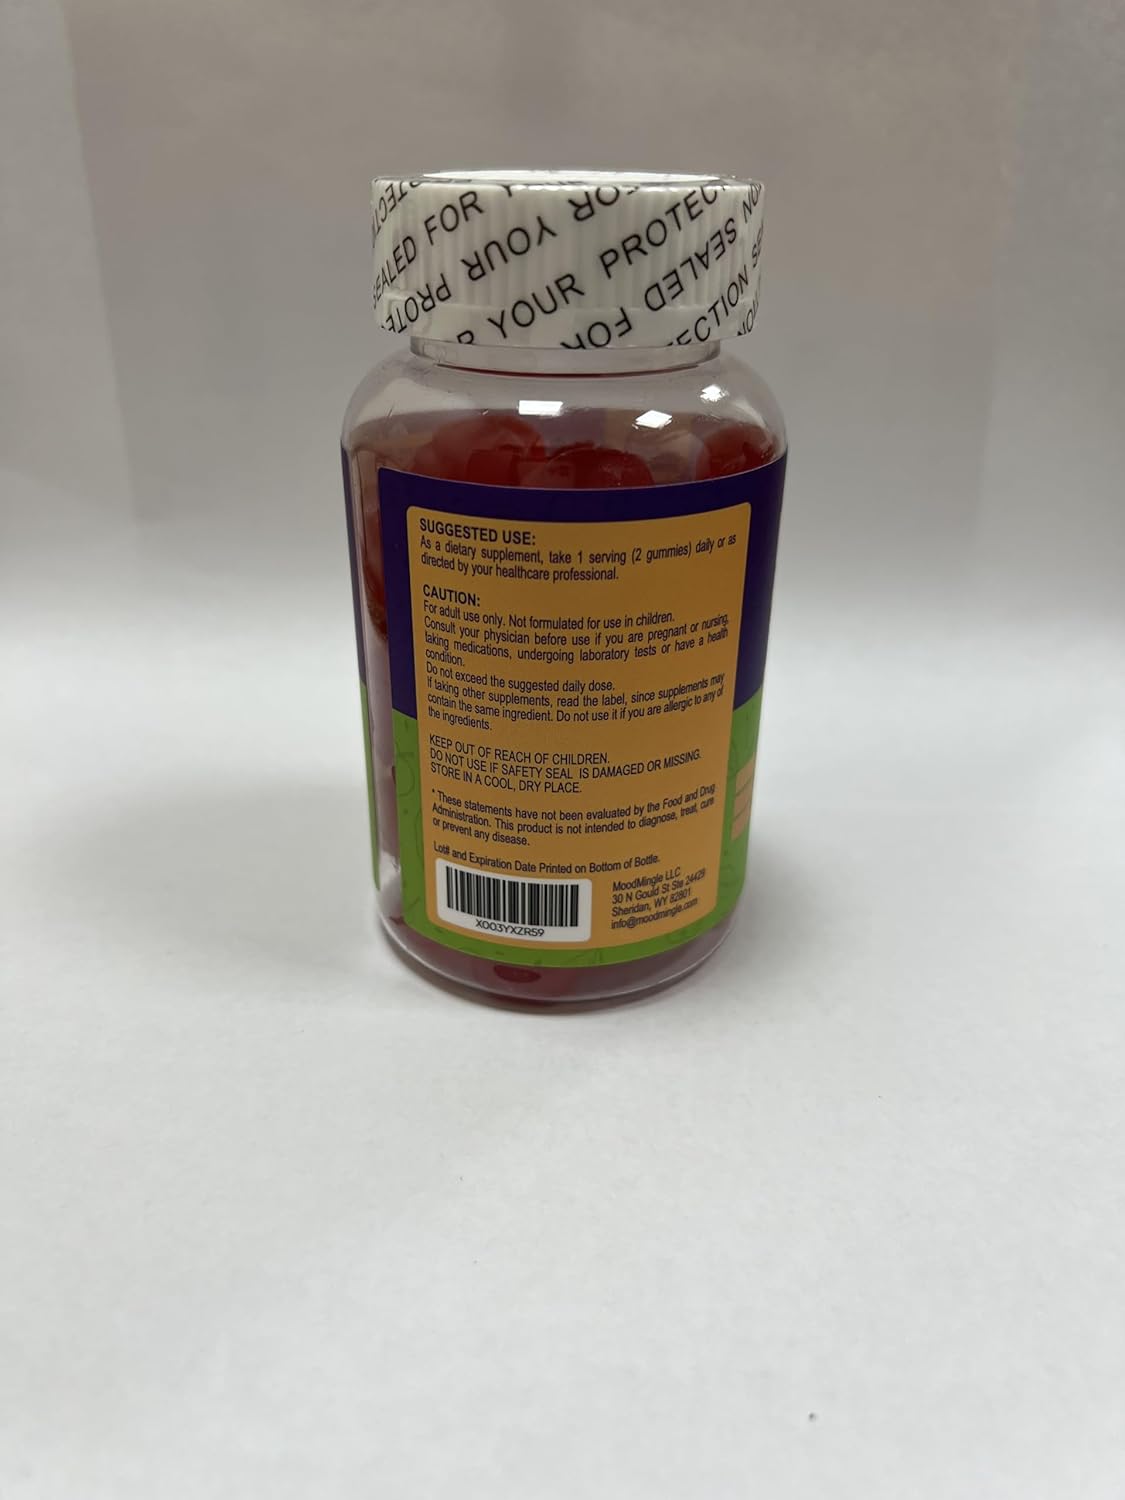 SEALED FOR Y
YOUR PROTE
FOR
YOUR PROTEC
SEALED
FOR
ECTION SE
SUGGESTED USE:
As a dietary supplement, take 1 serving (2 gummies) daily or as
directed by your healthcare professional.
CAUTION:
For adult use only. Not formulated for use in children.
Consult your physician before use if you are pregnant or nursing,
taking medications, undergoing laboratory tests or have a health
condition.
Do not exceed the suggested daily dose.
If taking other supplements, read the label, since supplements may
contain the same ingredient. Do not use it if you are allergic to any of
the ingredients.
KEEP OUT OF REACH OF CHILDREN.
DO NOT USE IF SAFETY SEAL IS DAMAGED OR MISSING.
STORE IN A COOL, DRY PLACE.
* These statements have not been evaluated by the Food and Drug
Administration. This product is not intended to diagnose, treat, cure
or prevent any disease.
Lot# and Expiration Date Printed on Bottom of Bottle.
X003YXZR59
MoodMingle LLC
30 N Gould St Ste 24429
Sheridan, WY 82801
info@moodmingle.com